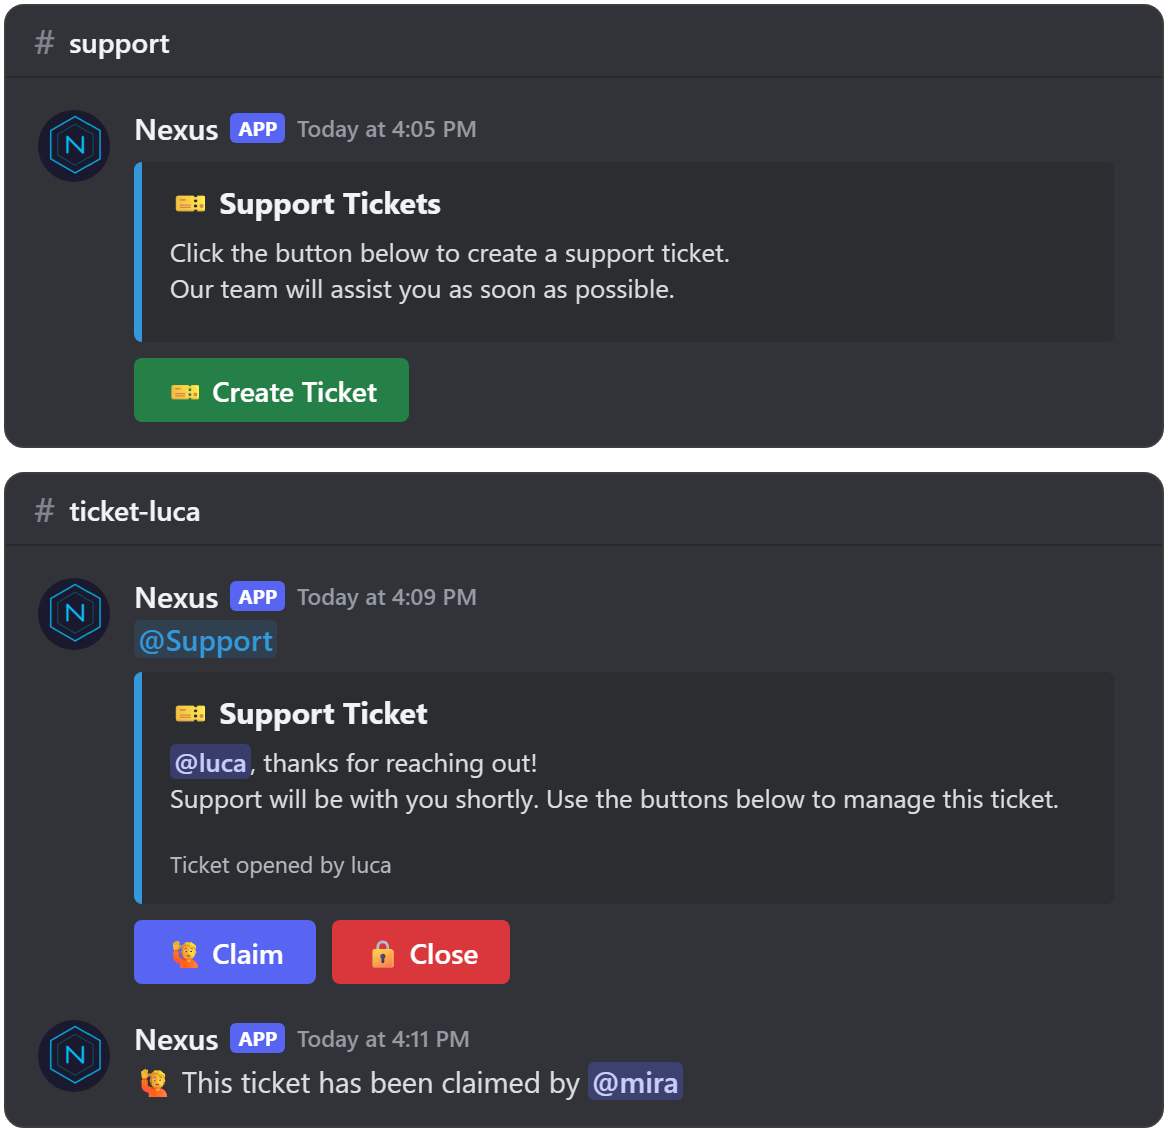 # support
Nexus APP Today at 4:05 PM
🎫 Support Tickets
Click the button below to create a support ticket.
Our team will assist you as soon as possible.
🎫 Create Ticket
# ticket-luca
Nexus APP Today at 4:09 PM
@Support
🎫 Support Ticket
@luca, thanks for reaching out!
Support will be with you shortly. Use the buttons below to manage this ticket.
Ticket opened by luca
🙋 Claim 🔒 Close
Nexus APP Today at 4:11 PM
🙋 This ticket has been claimed by @mira